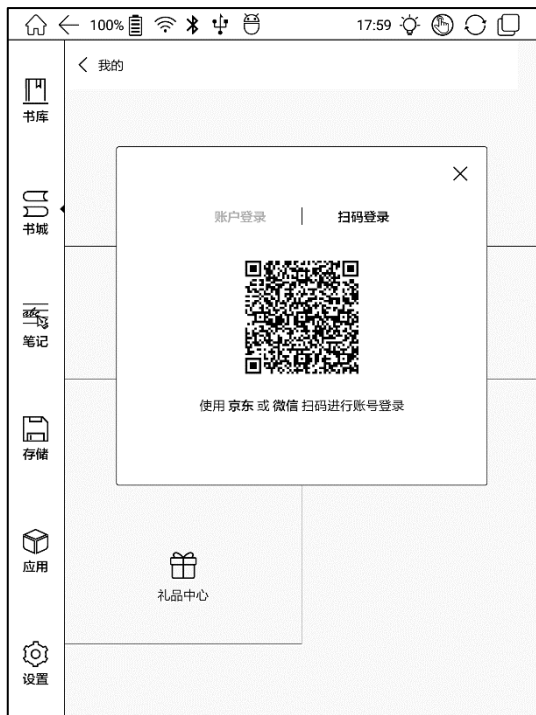 100% 17:59
我的
书库
书城
笔记
存储
应用
设置
账户登录 | 扫码登录
使用 京东 或 微信 扫码进行账号登录
礼品中心